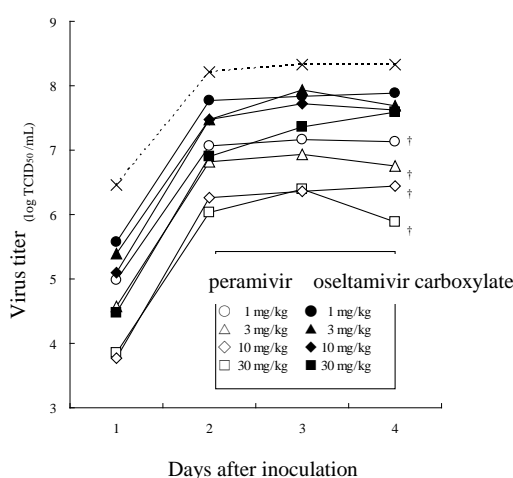 9
8
†
7
†
†
6
†
5
4
3
Virus titer (log TCID50 /mL)
peramivir oseltamivir carboxylate
1 mg/kg 1 mg/kg
3 mg/kg 3 mg/kg
10 mg/kg 10 mg/kg
30 mg/kg 30 mg/kg
1 2 3 4
Days after inoculation